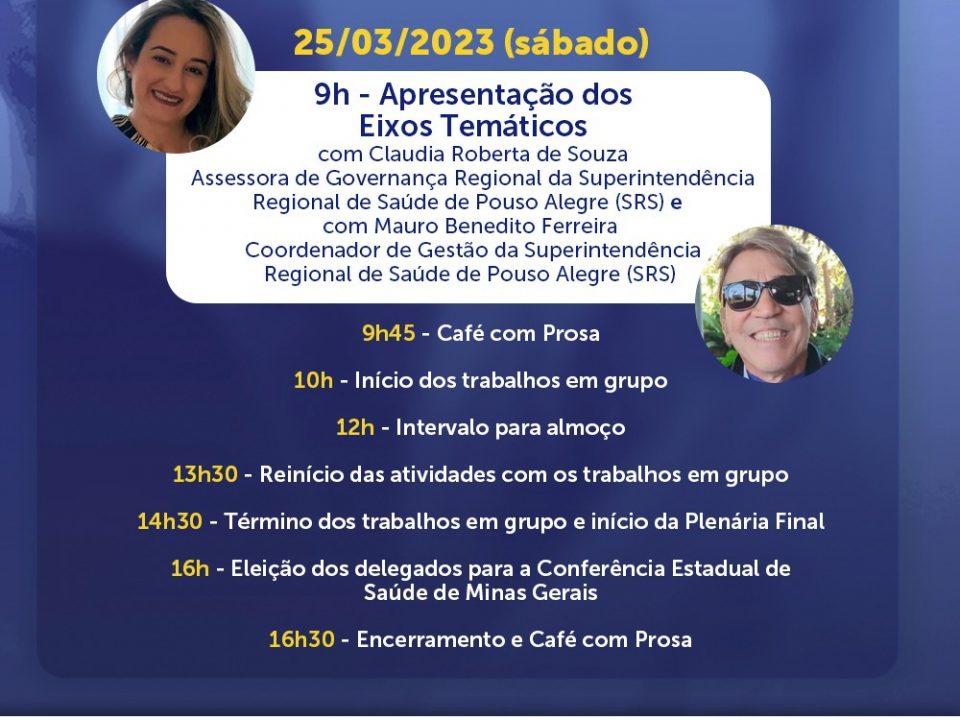 25/03/2023 (sábado)
9h - Apresentação dos
Eixos Temáticos
com Claudia Roberta de Souza
Assessora de Governança Regional da Superintendência
Regional de Saúde de Pouso Alegre (SRS) e
com Mauro Benedito Ferreira
Coordenador de Gestão da Superintendência
Regional de Saúde de Pouso Alegre (SRS)
9h45 - Café com Prosa
10h - Início dos trabalhos em grupo
12h - Intervalo para almoço
13h30 - Reinício das atividades com os trabalhos em grupo
14h30 - Término dos trabalhos em grupo e início da Plenária Final
16h - Eleição dos delegados para a Conferência Estadual de
Saúde de Minas Gerais
16h30 - Encerramento e Café com Prosa